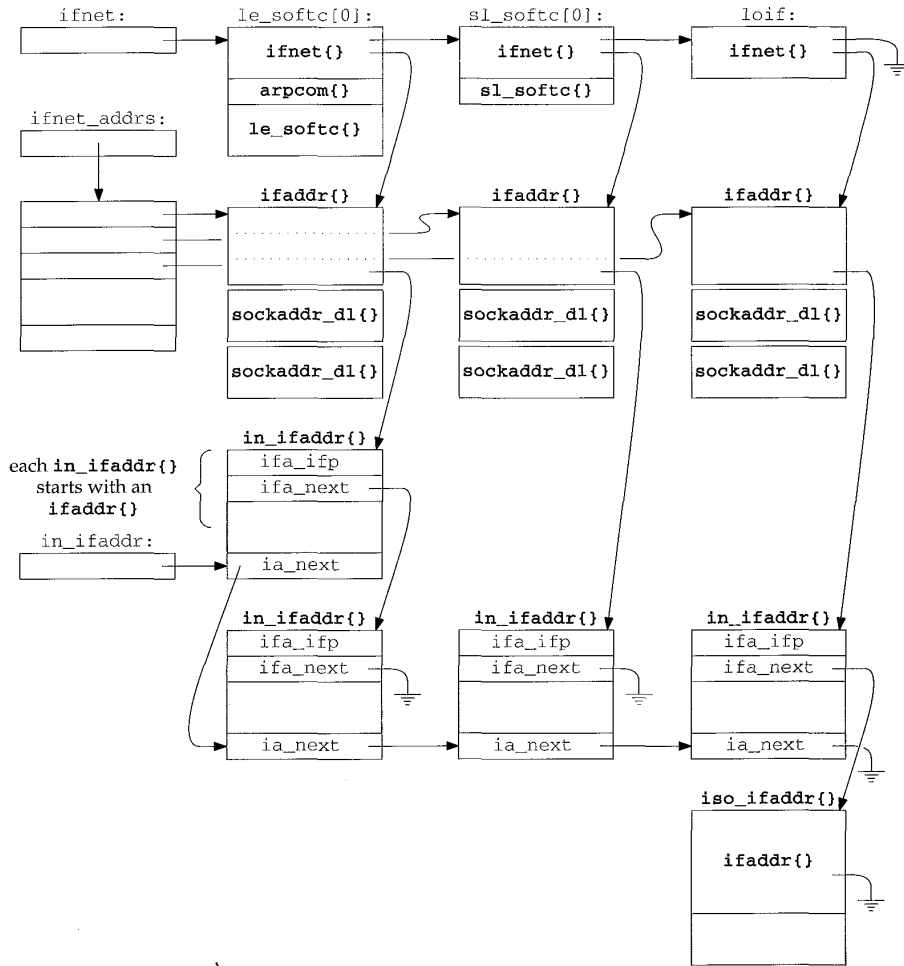 ifnet: le_softc[0]: sl_softc[0]: loif:
ifnet{} ifnet{} ifnet{}
arpcom{} sl_softc{}
le_softc{}
ifnet_addrs:
ifaddr{} ifaddr{} ifaddr{}
sockaddr_dl{} sockaddr_dl{} sockaddr_dl{}
sockaddr_dl{} sockaddr_dl{} sockaddr_dl{}
in_ifaddr{}
each in_ifaddr{}
starts with an
ifaddr{}
ifa_ifp
ifa_next
in_ifaddr:
ia_next
in_ifaddr{} in_ifaddr{} in_ifaddr{}
ifa_ifp ifa_ifp ifa_ifp
ifa_next ifa_next ifa_next
ia_next ia_next ia_next
iso_ifaddr{}
ifaddr{}